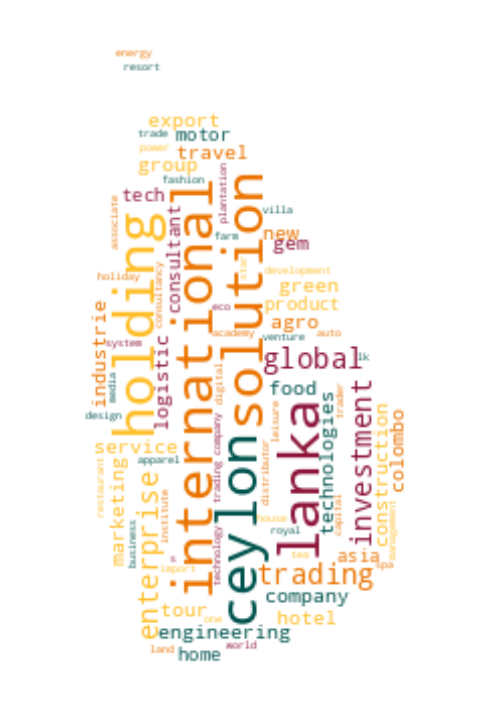 energy
resort
export
trade
motor
power
travel
group
fashion
plantation
tech
associate
holding
consultant
international
solution
villa
farm
new
gem
star
development
holiday
consultancy
green
eco
product
industrie
system
logistic
academy
agro
auto
venture
global
lk
media
digital
food
design
lanka
technologies
trader
investment
leisure
construction
colombo
service
apparel
trading company
ceylon
distributor
restaurant
marketing
enterprise
business
institute
technology
house
royal
capital
management
s
import
tea
asia
spa
trading
company
tour
one
hotel
engineering
land
home
world